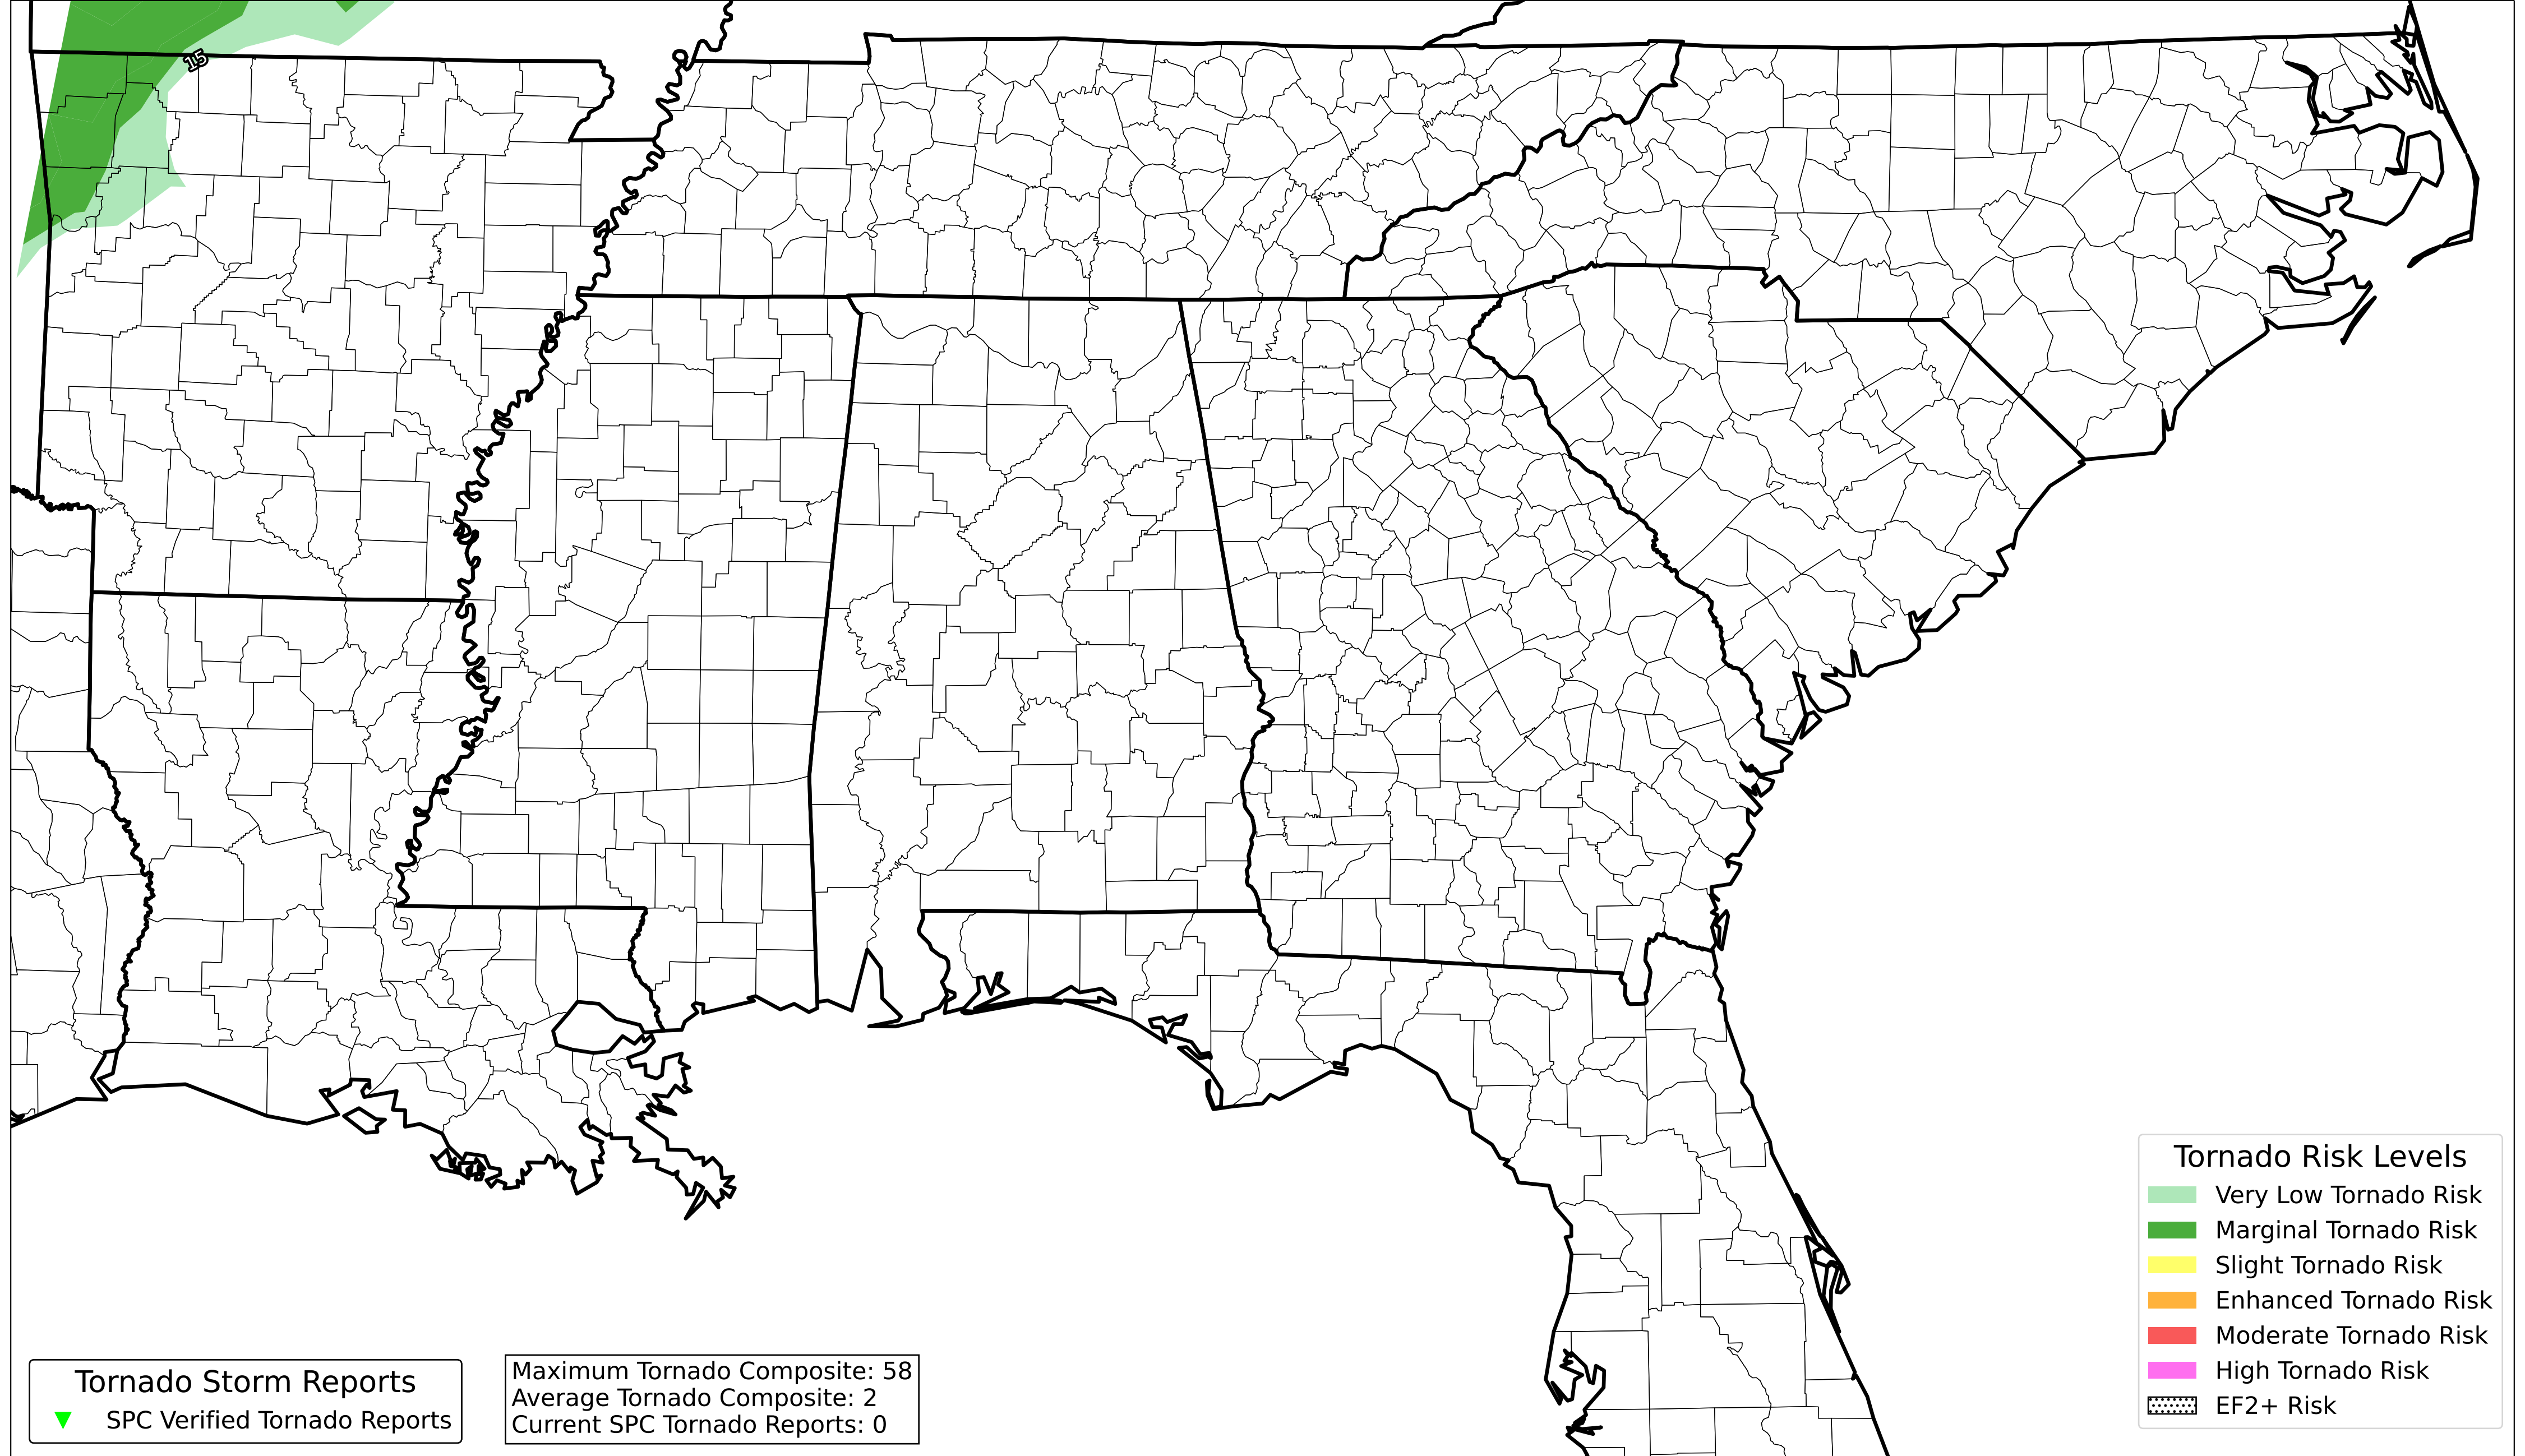 15
Tornado Risk Levels
Very Low Tornado Risk
Marginal Tornado Risk
Slight Tornado Risk
Enhanced Tornado Risk
Moderate Tornado Risk
High Tornado Risk
EF2+ Risk
Tornado Storm Reports
SPC Verified Tornado Reports
Maximum Tornado Composite: 58
Average Tornado Composite: 2
Current SPC Tornado Reports: 0